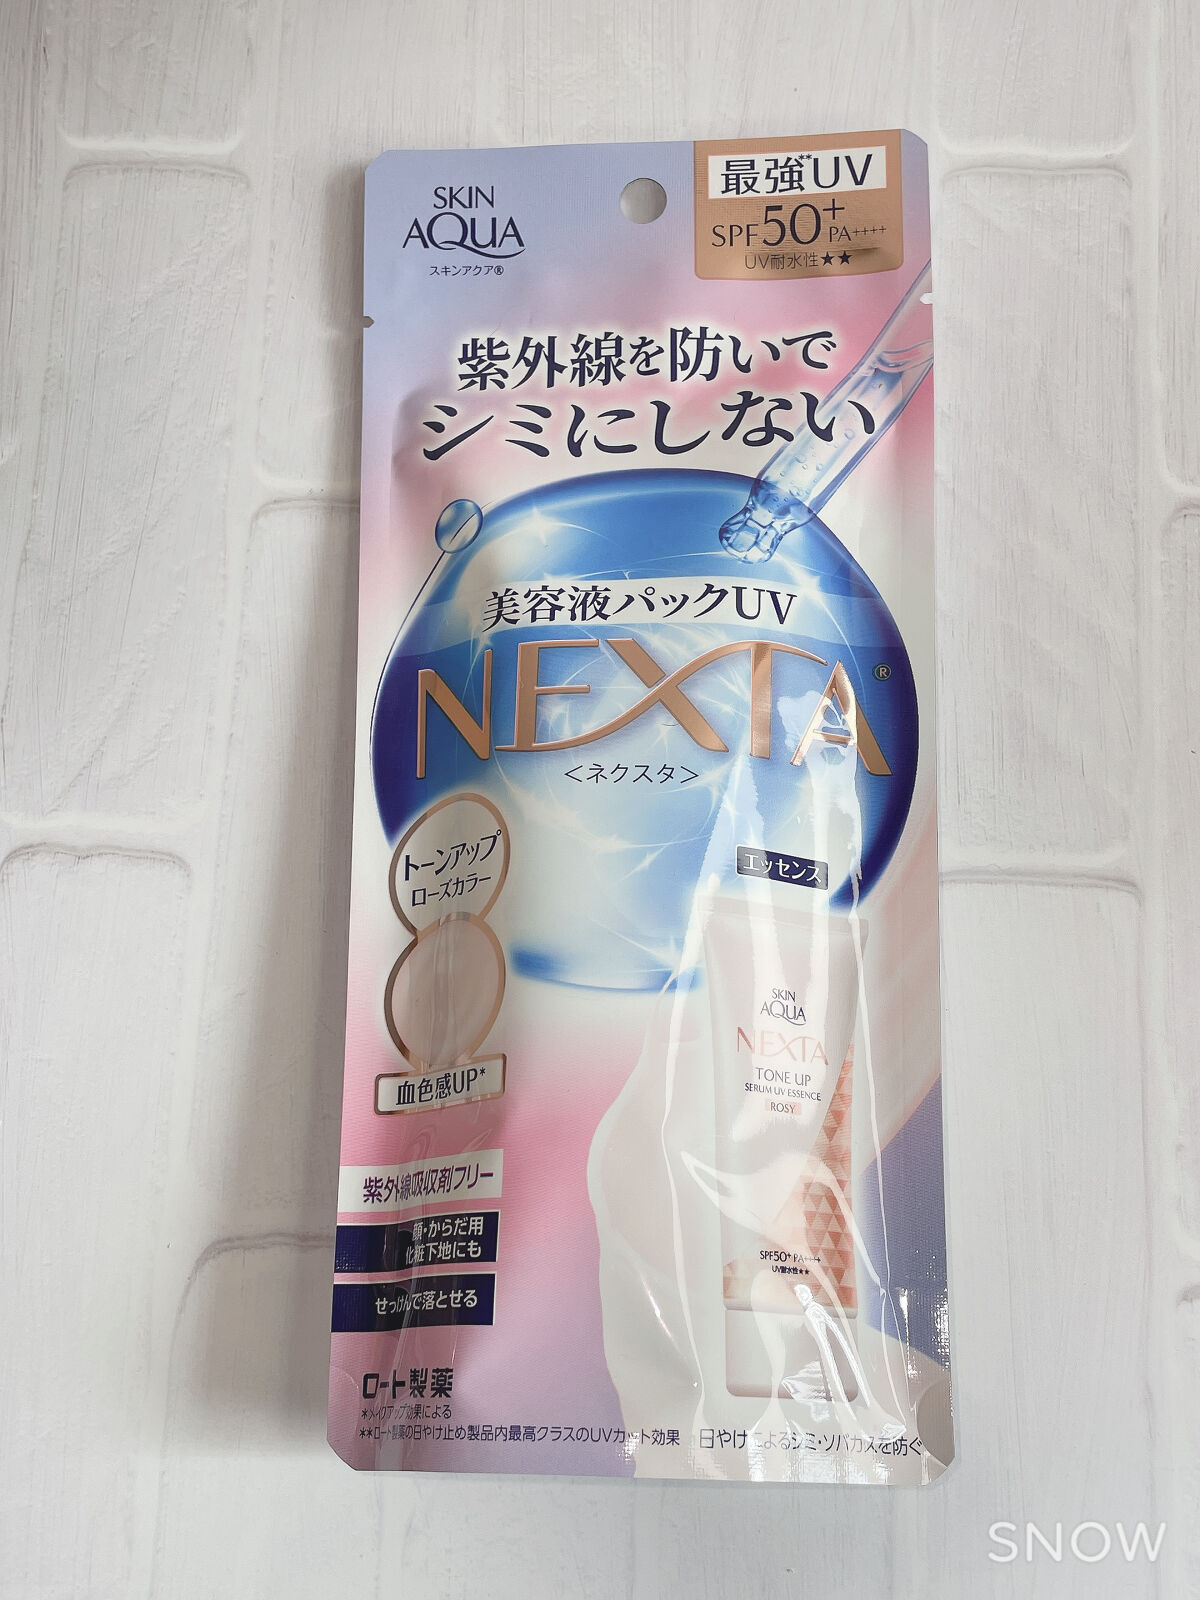 SKIN
AQUA
スキンアクア®
最強**UV
SPF50+
PA++++
UV耐水性★★
紫外線を防いで
シミにしない
美容液パックUV
NEXTA®
<ネクスタ>
トーンアップ
ローズカラー
血色感UP*
エッセンス
SKIN
AQUA
NEXTA
TONE UP
SERUM UV ESSENCE
ROSY
SPF50+ PA++++
UV耐水性★★
紫外線吸収剤フリー
顔・からだ用
化粧下地にも
せっけんで落とせる
ロート製薬
*メイクアップ効果による
**ロート製薬の日やけ止め製品内最高クラスのUVカット効果 日やけによるシミ・ソバカスを防ぐ
SNOW